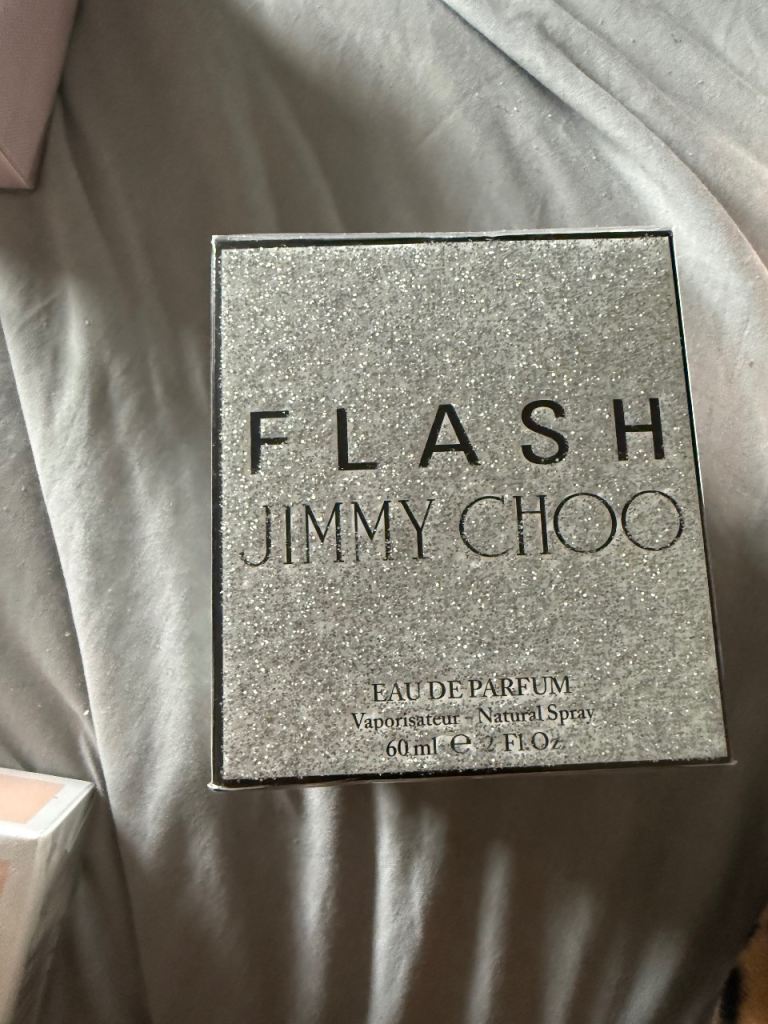 FLASH
JIMMY CHOO
EAU DE PARFUM
Vaporisateur - Natural Spray
60 ml e 2 Fl.Oz